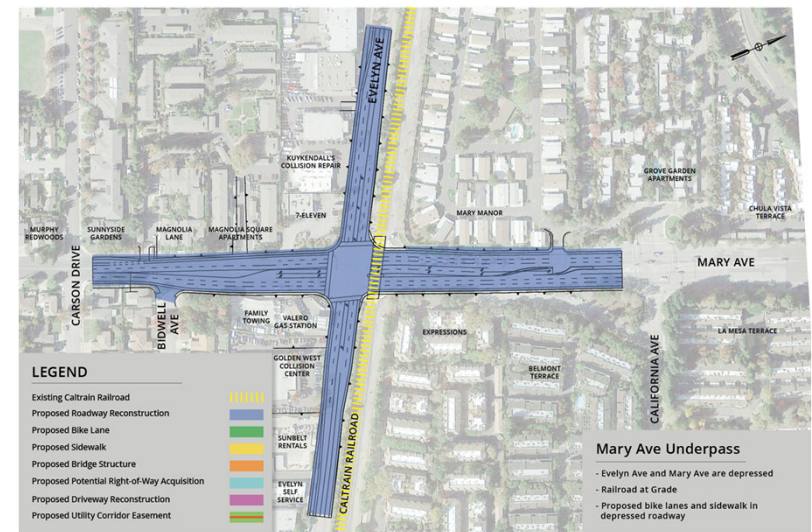 EVELYN AVE
KUYKENDALL'S
COLLISION REPAIR
GROVE GARDEN
APARTMENTS
7-ELEVEN
MARY MANOR
CHULA VISTA
TERRACE
MURPHY
REDWOODS
SUNNYSIDE
GARDENS
MAGNOLIA
LANE
MAGNOLIA SQUARE
APARTMENTS
MARY AVE
CARSON DRIVE
BIDWELL
AVE
FAMILY
TOWING
VALERO
GAS STATION
EXPRESSIONS
LA MESA TERRACE
GOLDEN WEST
COLLISION
CENTER
BELMONT
TERRACE
CALIFORNIA AVE
CALTRAIN RAILROAD
SUNBELT
RENTALS
EVELYN
SELF
SERVICE
LEGEND
Existing Caltrain Railroad
Proposed Roadway Reconstruction
Proposed Bike Lane
Proposed Sidewalk
Proposed Bridge Structure
Proposed Potential Right-of-Way Acquisition
Proposed Driveway Reconstruction
Proposed Utility Corridor Easement
Mary Ave Underpass
- Evelyn Ave and Mary Ave are depressed
- Railroad at Grade
- Proposed bike lanes and sidewalk in
depressed roadway